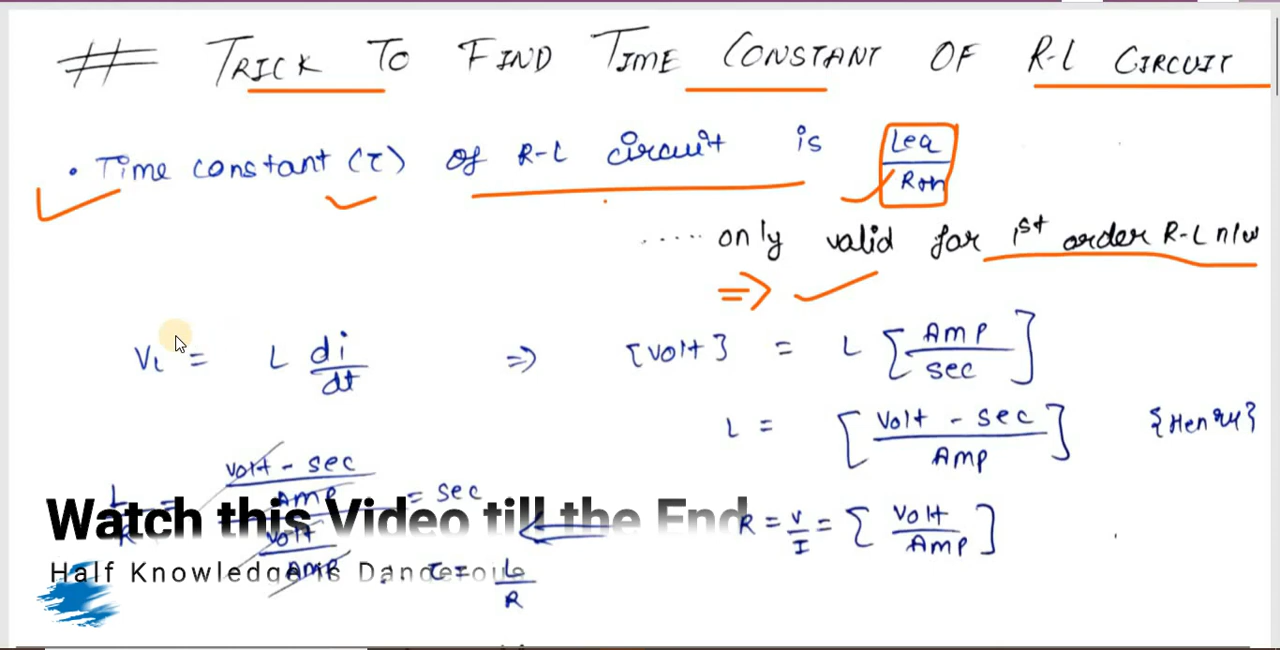 # TRICK TO FIND TIME CONSTANT OF R-L CIRCUIT
• Time constant (τ) of R-L circuit is Leq/RTH
..... only valid for 1st order R-L n/w
=>
VL = L di/dt => [Volt] = L [Amp/sec]
L = [Volt - sec/Amp] {Henry}
L/R = (Volt - sec/AMP)/(Volt/AMP) = sec
R = V/I = [Volt/Amp]
τ = L/R
Watch this Video till the End
Half Knowledge Dangerous